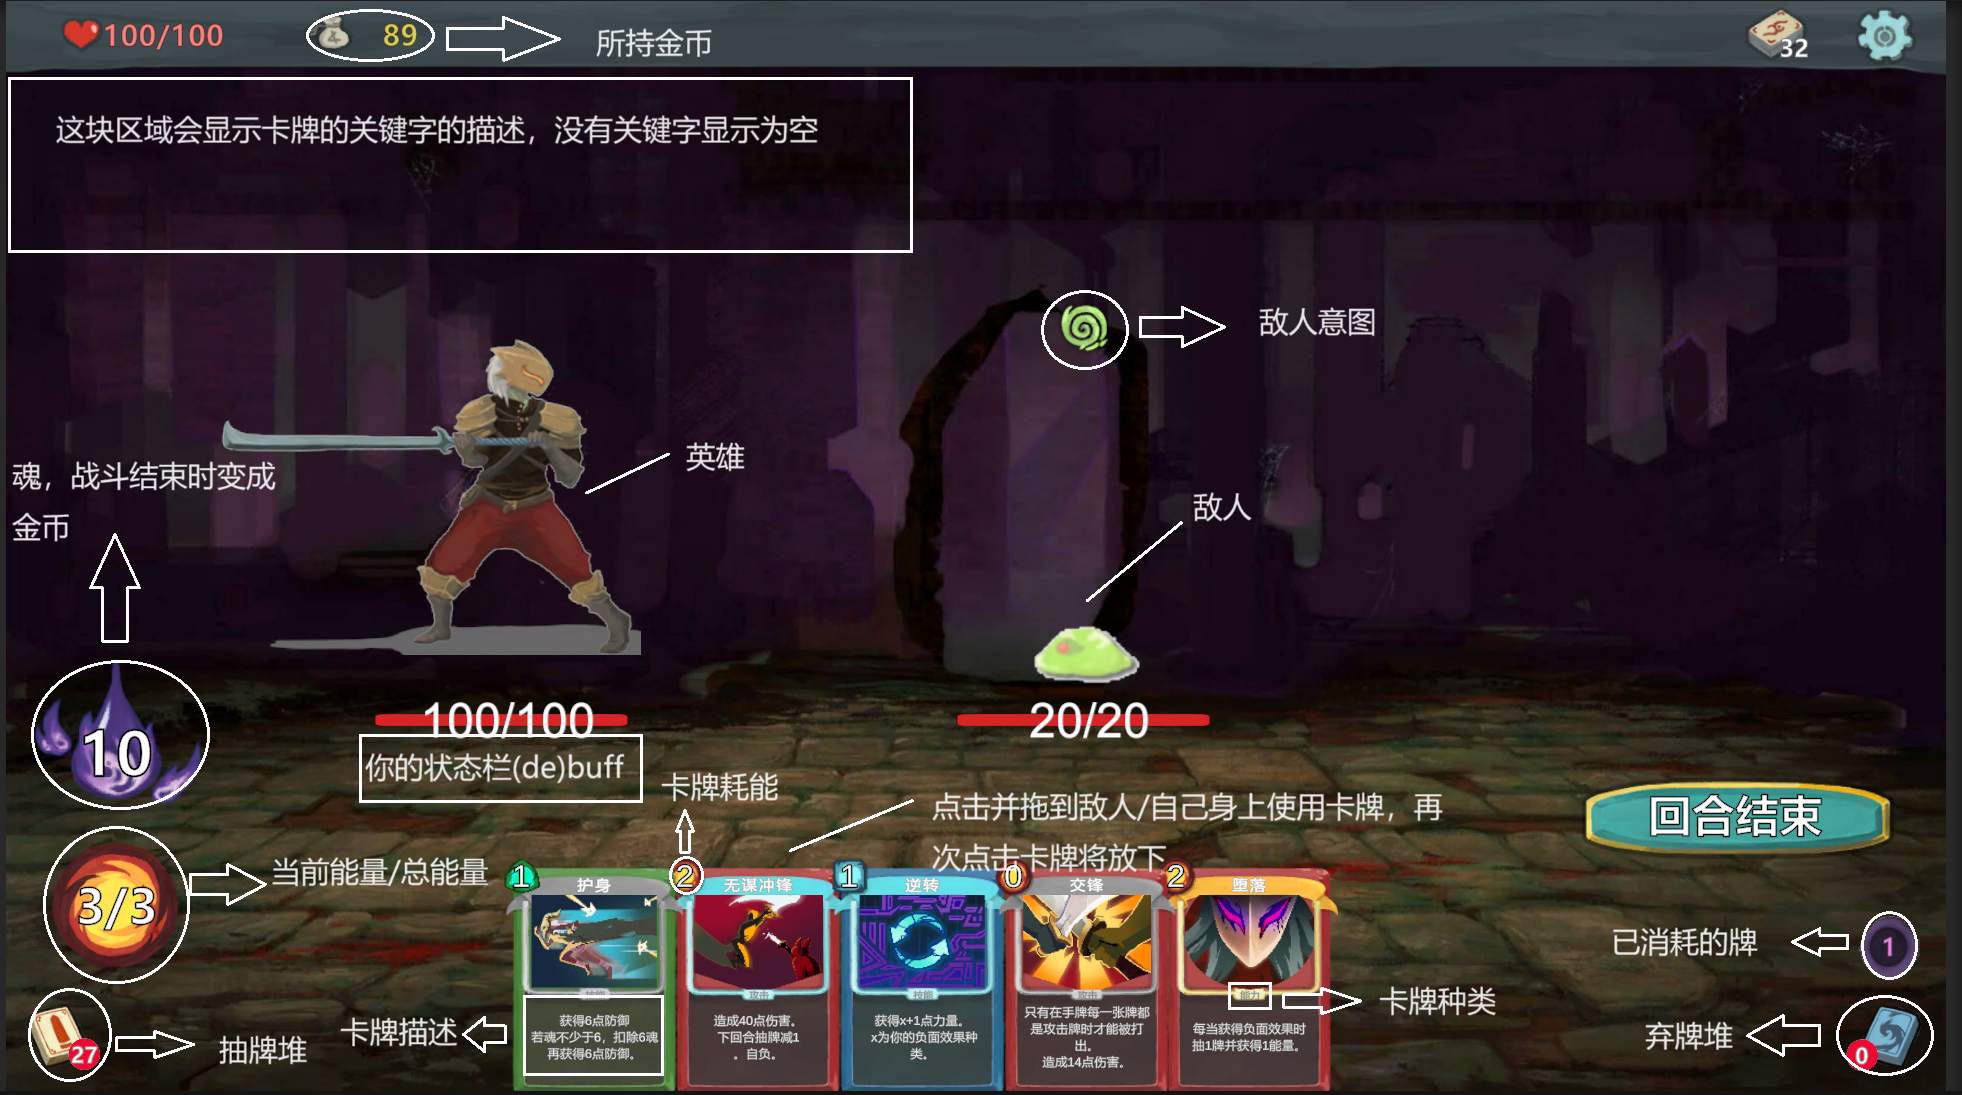 100/100
89
所持金币
32
这块区域会显示卡牌的关键字的描述，没有关键字显示为空
敌人意图
英雄
魂，战斗结束时变成
金币
敌人
10
100/100
20/20
你的状态栏(de)buff
卡牌耗能
点击并拖到敌人/自己身上使用卡牌，再
次点击卡牌将放下
回合结束
3/3
当前能量/总能量
1
护身
技能
获得6点防御
若魂不少于6，扣除6魂
再获得6点防御。
2
无谋冲锋
攻击
造成40点伤害。
下回合抽牌减1
。自负。
1
逆转
技能
获得x+1点力量。
x为你的负面效果种
类。
0
交锋
攻击
只有在手牌每一张牌都
是攻击牌时才能被打
出。
造成14点伤害。
2
堕落
能力
每当获得负面效果时
抽1牌并获得1能量。
已消耗的牌
1
卡牌种类
卡牌描述
27
抽牌堆
弃牌堆
0